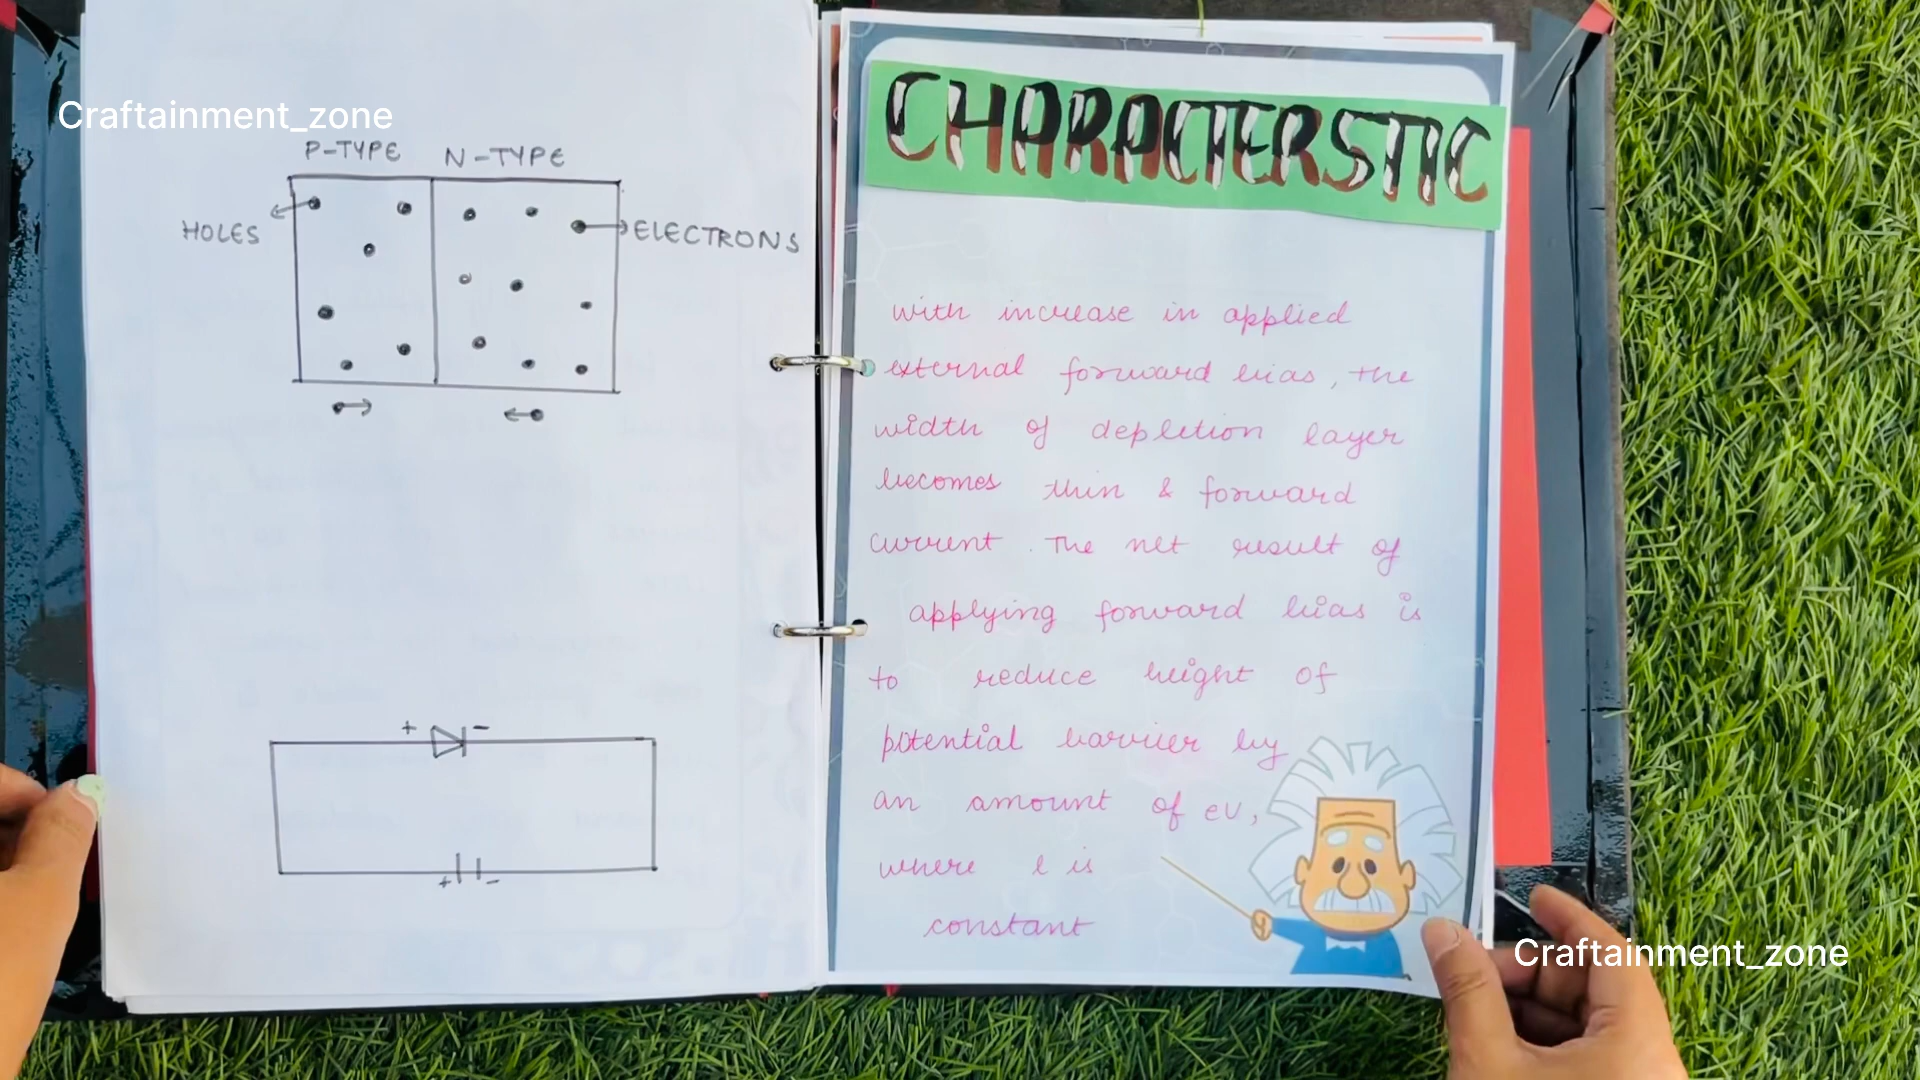 Craftainment_zone
P-TYPE N-TYPE
HOLES
ELECTRONS
+ -
+ -
CHARACTERSTIC
with increase in applied
external forward bias, the
width of depletion layer
becomes thin & forward
current. The net result of
applying forward bias is
to reduce height of
potential barrier by
an amount of ev,
where e is
constant
Craftainment_zone